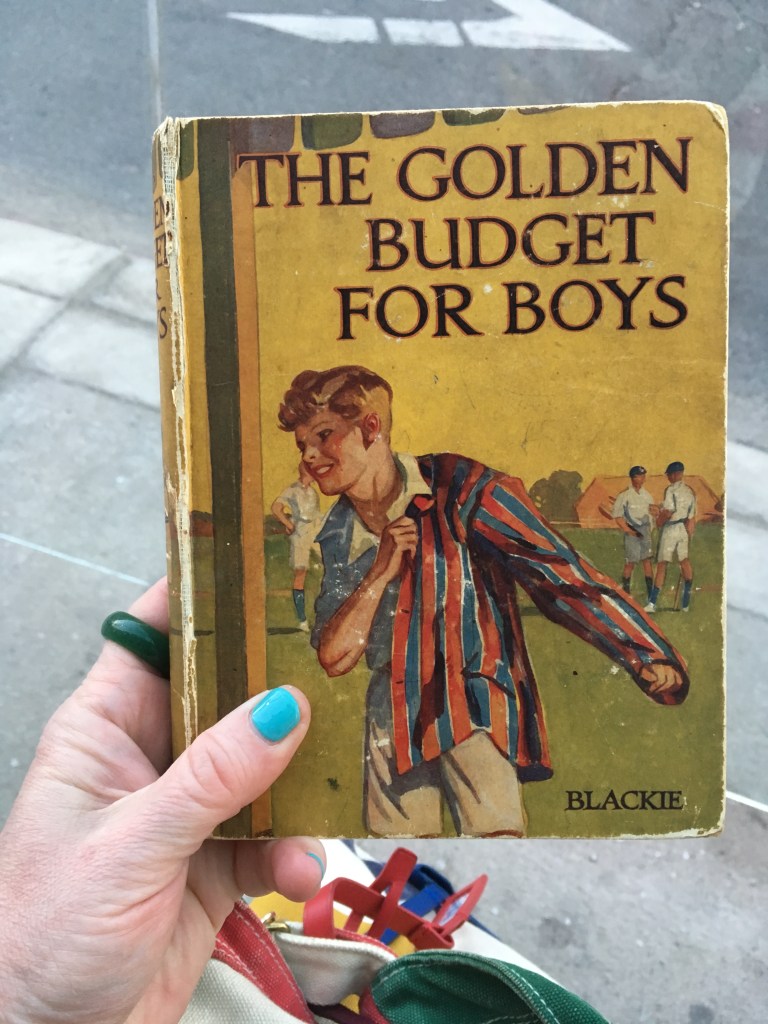 THE GOLDEN
BUDGET
FOR BOYS
BLACKIE